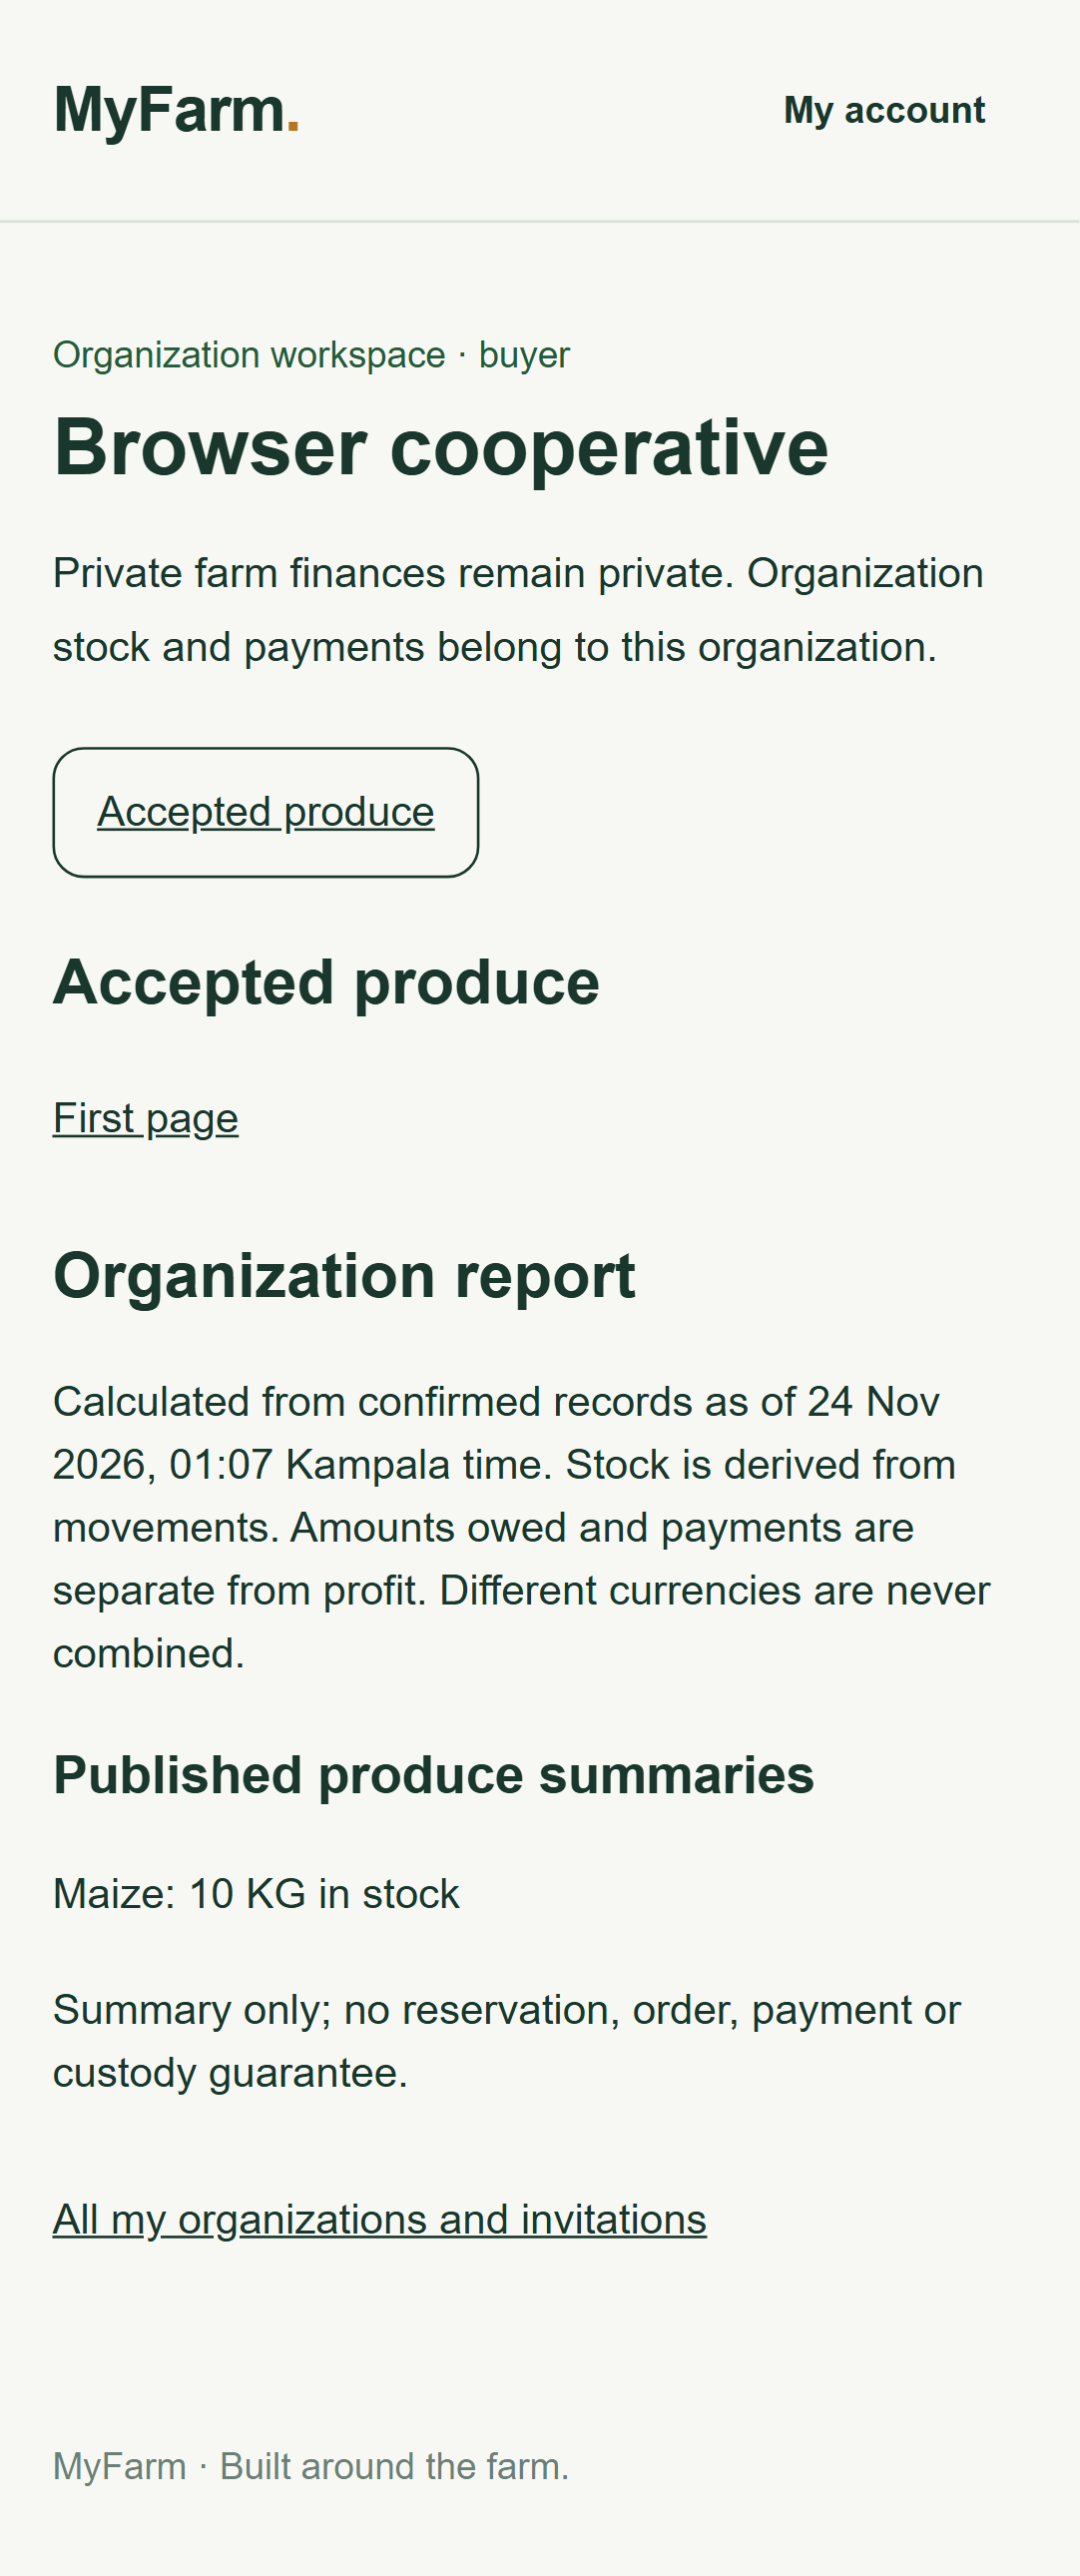 MyFarm.
My account
Organization workspace · buyer
Browser cooperative
Private farm finances remain private. Organization
stock and payments belong to this organization.
Accepted produce
Accepted produce
First page
Organization report
Calculated from confirmed records as of 24 Nov
2026, 01:07 Kampala time. Stock is derived from
movements. Amounts owed and payments are
separate from profit. Different currencies are never
combined.
Published produce summaries
Maize: 10 KG in stock
Summary only; no reservation, order, payment or
custody guarantee.
All my organizations and invitations
MyFarm · Built around the farm.